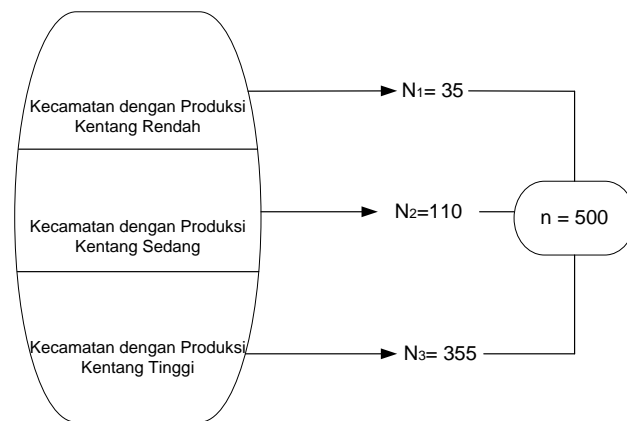 Kecamatan dengan Produksi
Kentang Rendah
N1= 35
Kecamatan dengan Produksi
Kentang Sedang
N2=110
n = 500
Kecamatan dengan Produksi
Kentang Tinggi
N3= 355